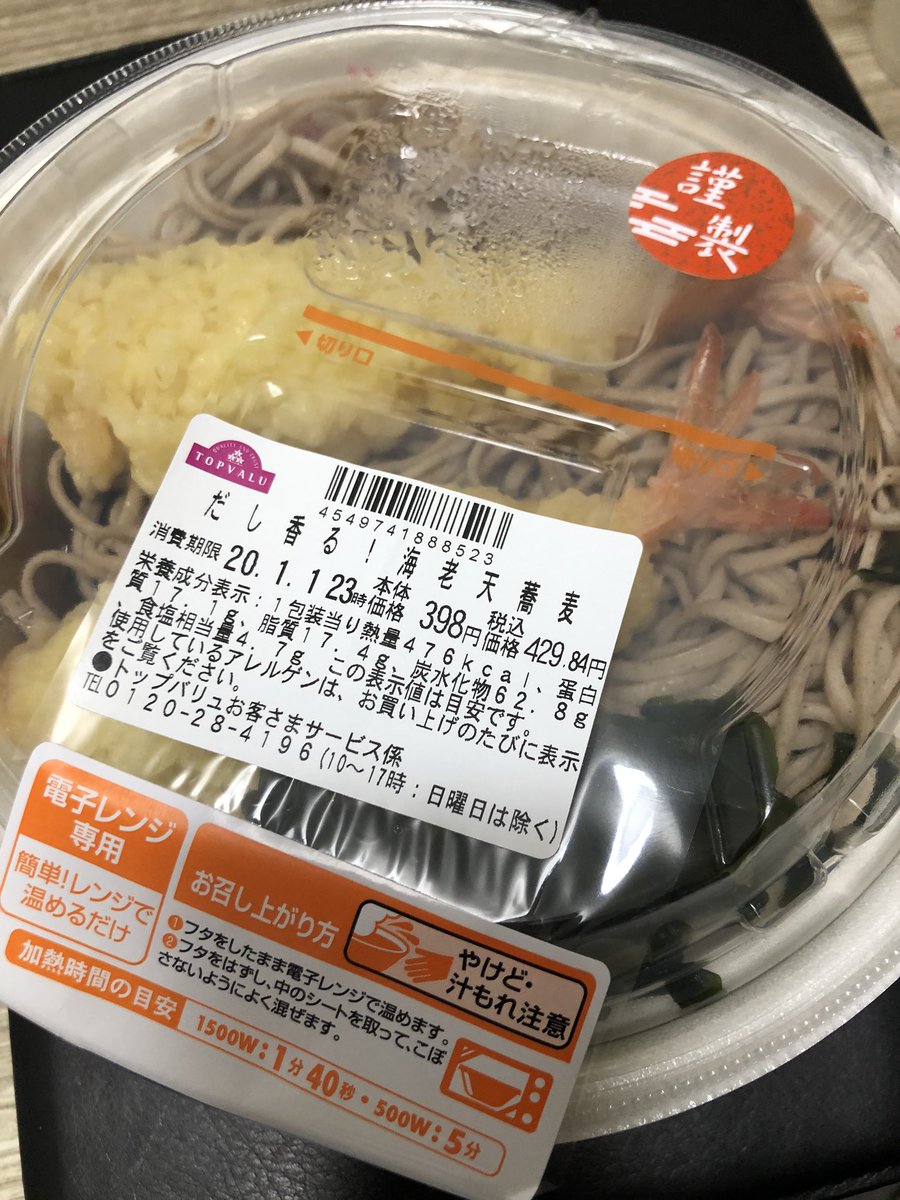 謹
製
切り口
切り口
QUALITY AND TRUST
TOPVALU
4549741888523
だし香る!海老天蕎麦
消費期限 20. 1. 1 23時 本体価格 398円 税込価格 429.84円
栄養成分表示:1包装当り熱量476kcal、蛋白
質17.1g、脂質17.4g、炭水化物62.8g
、食塩相当量4.7g、この表示値は目安です。
使用しているアレルゲンは、お買い上げのたびに表示
をご覧ください。
●トップバリュお客さまサービス係
TEL0120-28-4196(10〜17時:日曜日は除く)
電子レンジ
専用
簡単!レンジで
温めるだけ
お召し上がり方
やけど・
汁もれ注意
①フタをしたまま電子レンジで温めます。
②フタをはずし、中のシートを取って、こぼ
さないようによく混ぜます。
加熱時間の目安
1500W:1分40秒・500W:5分